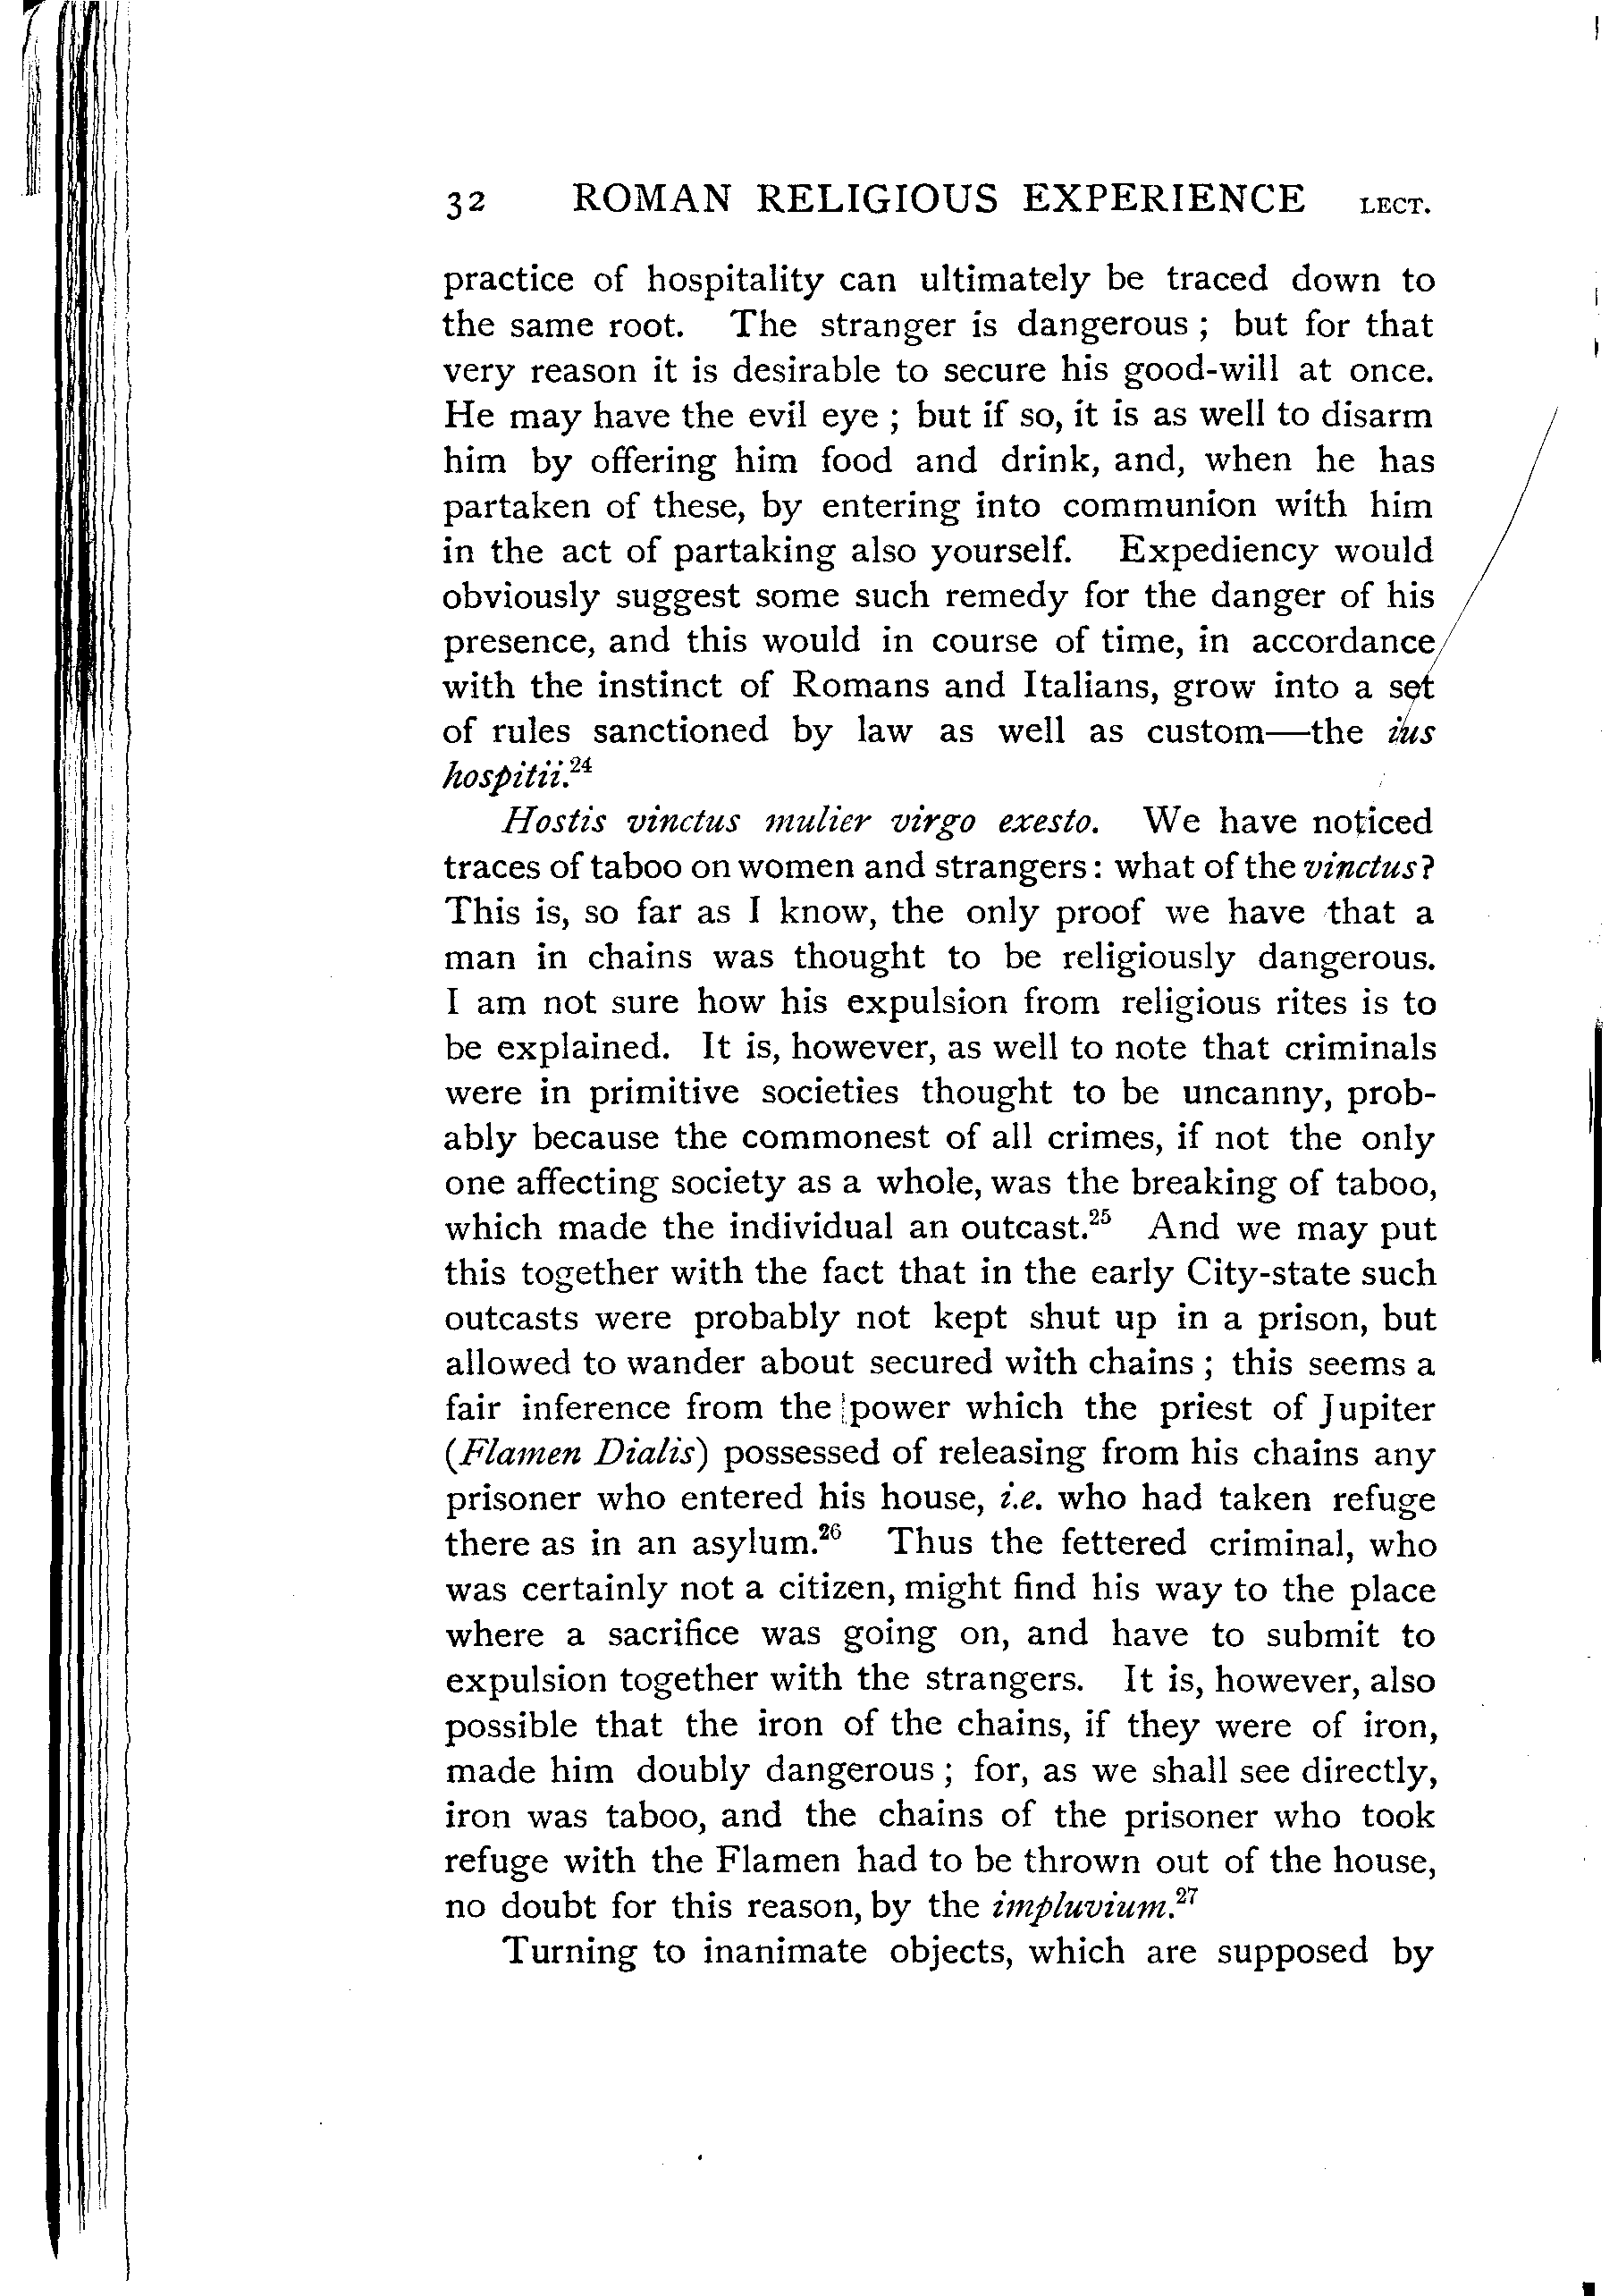 32 ROMAN RELIGIOUS EXPERIENCE LECT.
practice of hospitality can ultimately be traced down to
the same root. The stranger is dangerous ; but for that
very reason it is desirable to secure his good-will at once.
He may have the evil eye ; but if so, it is as well to disarm
him by offering him food and drink, and, when he has
partaken of these, by entering into communion with him
in the act of partaking also yourself. Expediency would
obviously suggest some such remedy for the danger of his
presence, and this would in course of time, in accordance
with the instinct of Romans and Italians, grow into a set
of rules sanctioned by law as well as custom—the ius
hospitii.²⁴
Hostis vinctus mulier virgo exesto. We have noticed
traces of taboo on women and strangers: what of the vinctus?
This is, so far as I know, the only proof we have that a
man in chains was thought to be religiously dangerous.
I am not sure how his expulsion from religious rites is to
be explained. It is, however, as well to note that criminals
were in primitive societies thought to be uncanny, prob-
ably because the commonest of all crimes, if not the only
one affecting society as a whole, was the breaking of taboo,
which made the individual an outcast.²⁵ And we may put
this together with the fact that in the early City-state such
outcasts were probably not kept shut up in a prison, but
allowed to wander about secured with chains ; this seems a
fair inference from the power which the priest of Jupiter
(Flamen Dialis) possessed of releasing from his chains any
prisoner who entered his house, i.e. who had taken refuge
there as in an asylum.²⁶ Thus the fettered criminal, who
was certainly not a citizen, might find his way to the place
where a sacrifice was going on, and have to submit to
expulsion together with the strangers. It is, however, also
possible that the iron of the chains, if they were of iron,
made him doubly dangerous ; for, as we shall see directly,
iron was taboo, and the chains of the prisoner who took
refuge with the Flamen had to be thrown out of the house,
no doubt for this reason, by the impluvium.²⁷
Turning to inanimate objects, which are supposed by